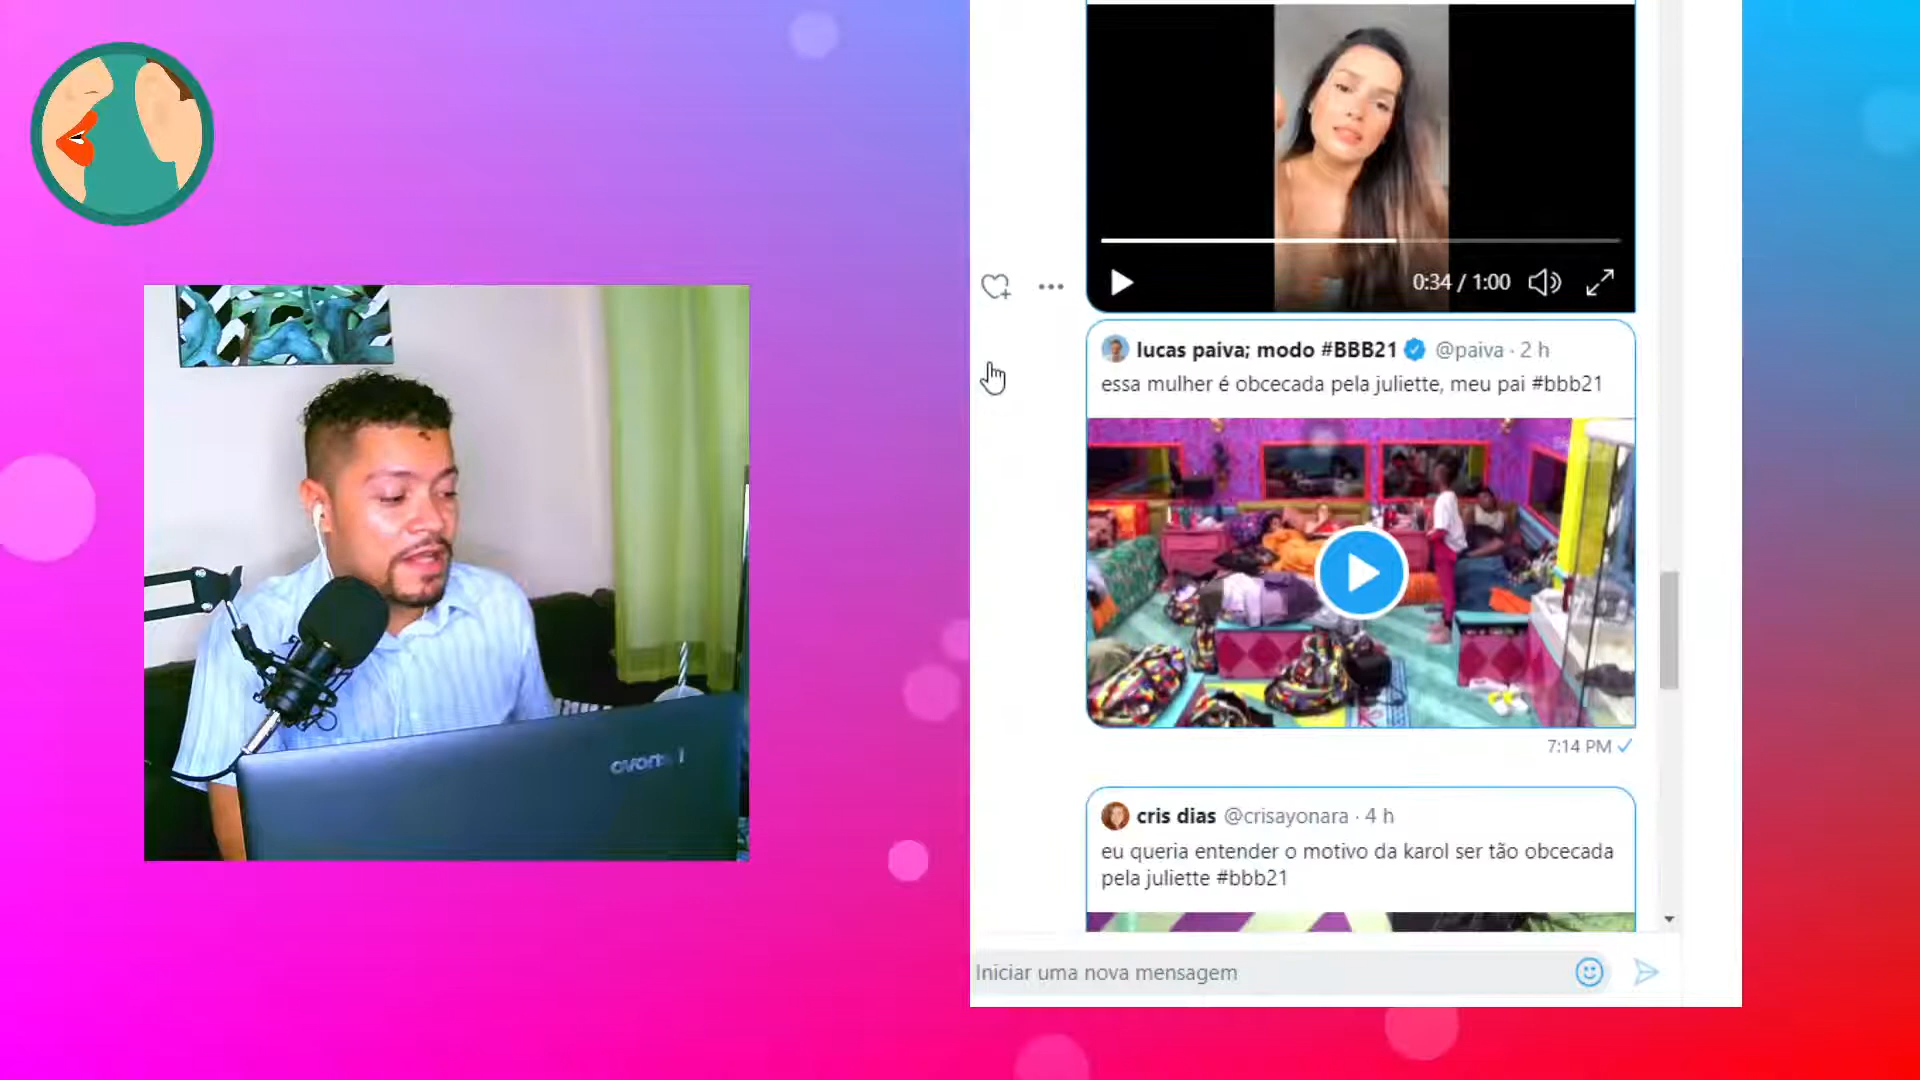 0:34 / 1:00
lucas paiva; modo #BBB21 @paiva · 2 h
essa mulher é obcecada pela juliette, meu pai #bbb21
7:14 PM
cris dias @crisayonara · 4 h
eu queria entender o motivo da karol ser tão obcecada
pela juliette #bbb21
Iniciar uma nova mensagem